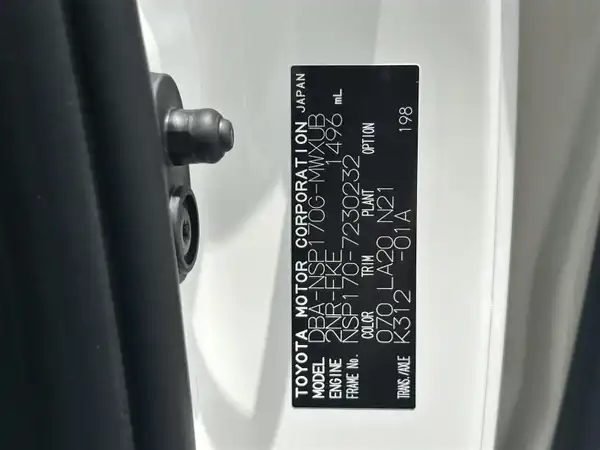 TOYOTA MOTOR CORPORATION JAPAN
MODEL DBA-NSP170G-MWXUB
ENGINE 2NR-FKE 1496 mL
FRAME No. NSP170-7230232
COLOR TRIM PLANT OPTION
070 LA20 N21
TRANS./AXLE K312 -01A 198